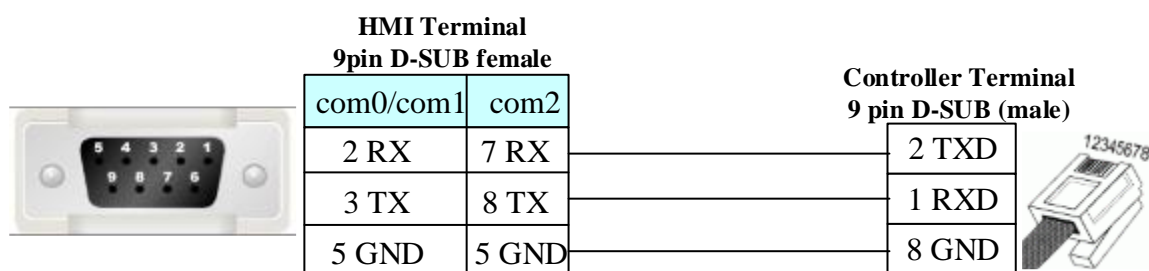 HMI Terminal
9pin D-SUB female
com0/com1 com2
2 RX 7 RX
3 TX 8 TX
5 GND 5 GND
5 4 3 2 1
9 8 7 6
Controller Terminal
9 pin D-SUB (male)
2 TXD
1 RXD
8 GND
12345678